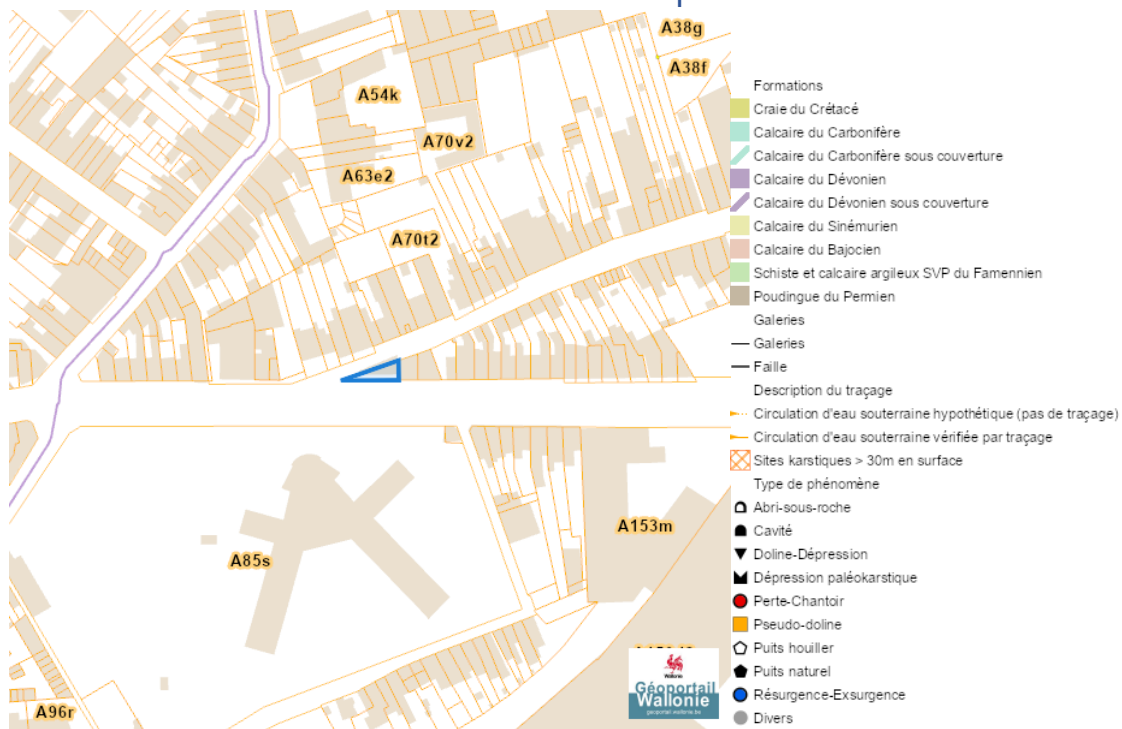 A38g
A38f
A54k
A70v2
A63e2
A70t2
A153m
A85s
A96r
Formations
Craie du Crétacé
Calcaire du Carbonifère
Calcaire du Carbonifère sous couverture
Calcaire du Dévonien
Calcaire du Dévonien sous couverture
Calcaire du Sinémurien
Calcaire du Bajocien
Schiste et calcaire argileux SVP du Famennien
Poudingue du Permien
Galeries
Galeries
Faille
Description du traçage
Circulation d'eau souterraine hypothétique (pas de traçage)
Circulation d'eau souterraine vérifiée par traçage
Sites karstiques > 30m en surface
Type de phénomène
Abri-sous-roche
Cavité
Doline-Dépression
Dépression paléokarstique
Perte-Chantoir
Pseudo-doline
Puits houiller
Puits naturel
Résurgence-Exsurgence
Divers
Wallonie
Géoportail
Wallonie
geoportail.wallonie.be